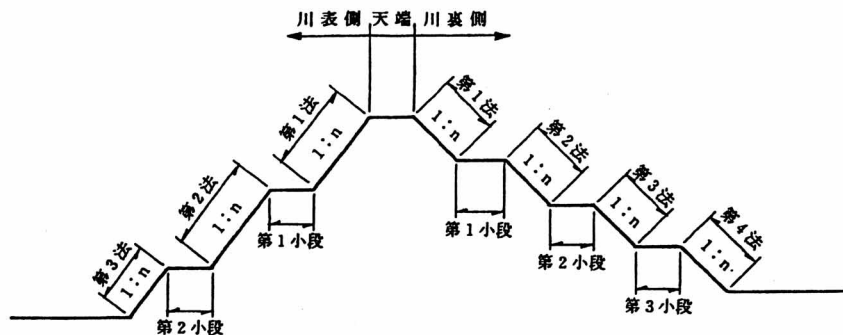 川表側 天端 川裏側
第1法
1:n
第2法
1:n
第3法
1:n
第1小段
第2小段
第1法
1:n
第2法
1:n
第3法
1:n
第4法
1:n
第1小段
第2小段
第3小段